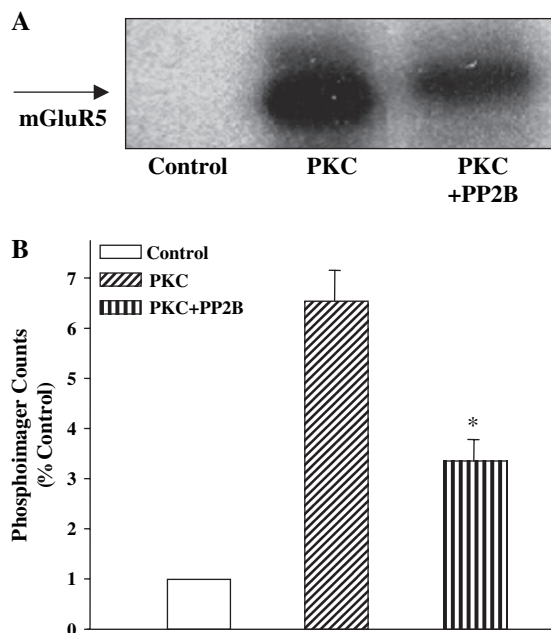 A
mGluR5
Control PKC PKC
+PP2B
B
Control
PKC
PKC+PP2B
Phosphoimager Counts
(% Control)
7
6
5
4
3
2
1
0
*